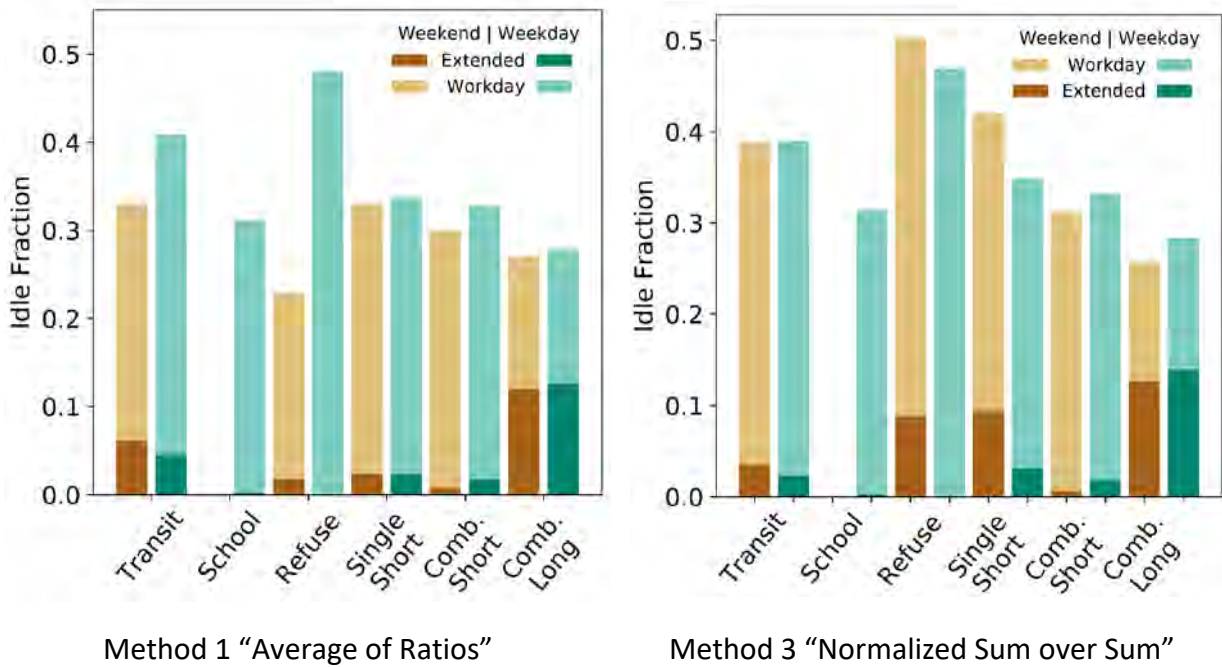 Weekend | Weekday
Extended
Workday
Idle Fraction
0.5
0.4
0.3
0.2
0.1
0.0
Transit
School
Refuse
Single
Short
Comb.
Short
Comb.
Long
Method 1 “Average of Ratios”
Weekend | Weekday
Workday
Extended
Idle Fraction
0.5
0.4
0.3
0.2
0.1
0.0
Transit
School
Refuse
Single
Short
Comb.
Short
Comb.
Long
Method 3 “Normalized Sum over Sum”